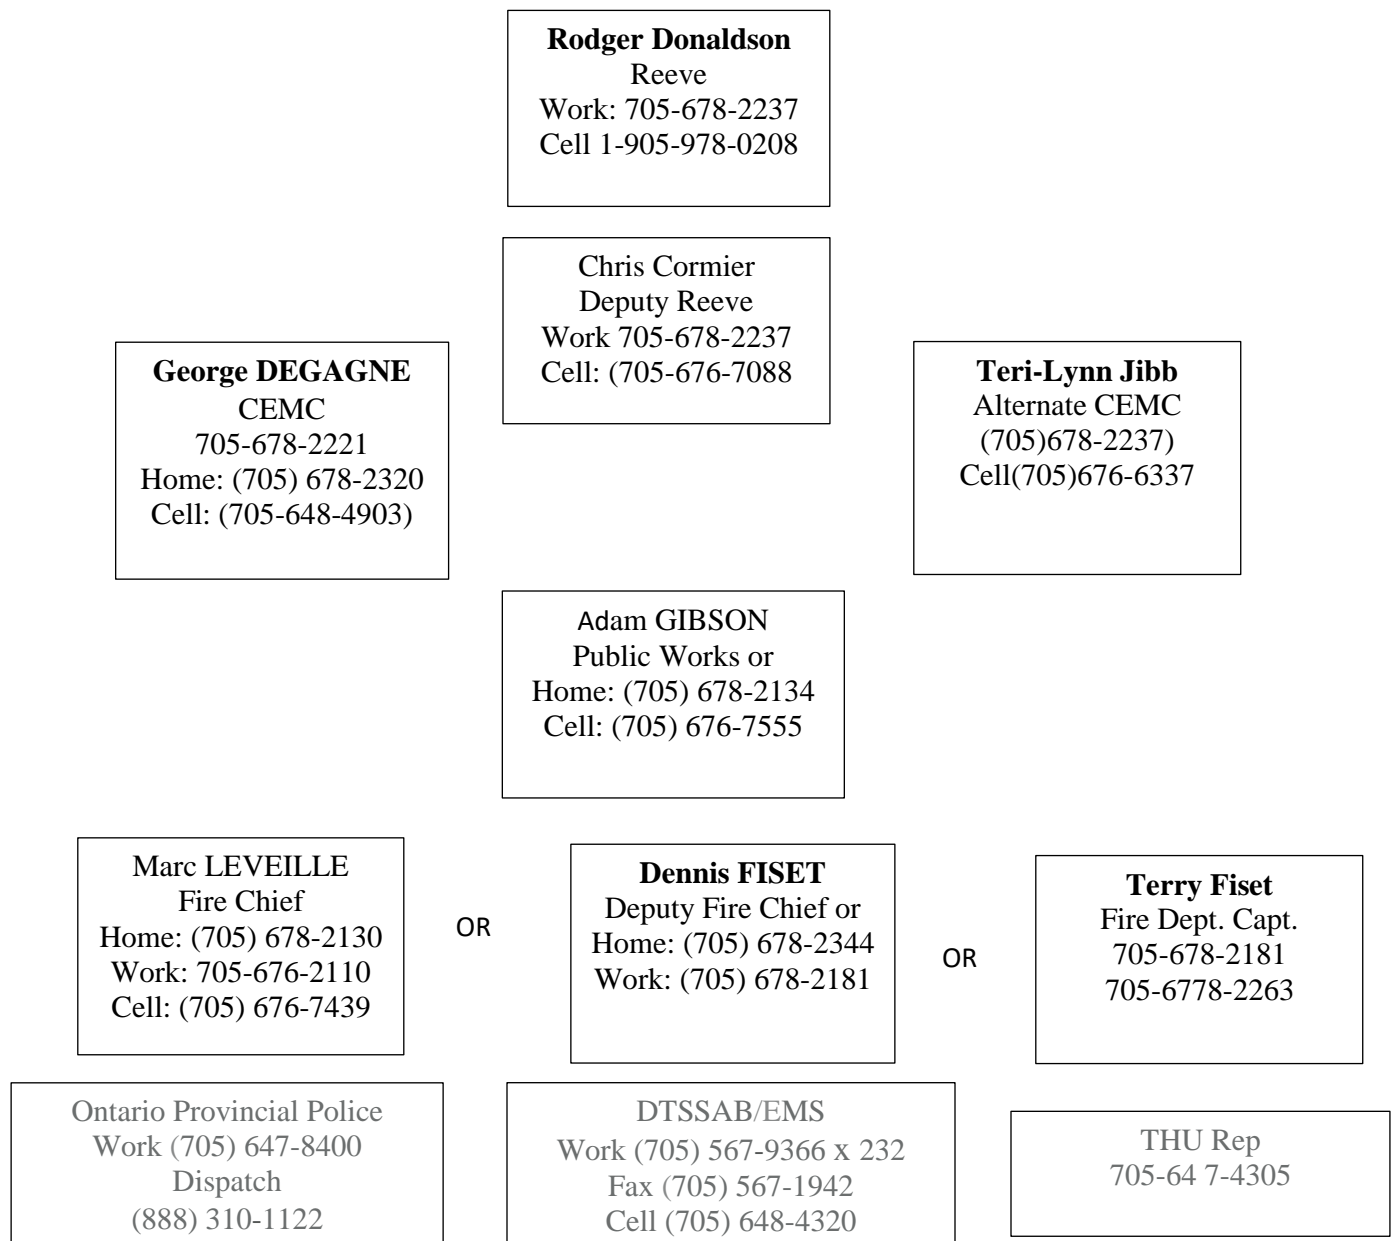 Rodger Donaldson
Reeve
Work: 705-678-2237
Cell 1-905-978-0208
Chris Cormier
Deputy Reeve
Work 705-678-2237
Cell: (705-676-7088
George DEGAGNE
CEMC
705-678-2221
Home: (705) 678-2320
Cell: (705-648-4903)
Teri-Lynn Jibb
Alternate CEMC
(705)678-2237)
Cell(705)676-6337
Adam GIBSON
Public Works or
Home: (705) 678-2134
Cell: (705) 676-7555
Marc LEVEILLE
Fire Chief
Home: (705) 678-2130
Work: 705-676-2110
Cell: (705) 676-7439
OR
Dennis FISET
Deputy Fire Chief or
Home: (705) 678-2344
Work: (705) 678-2181
OR
Terry Fiset
Fire Dept. Capt.
705-678-2181
705-6778-2263
Ontario Provincial Police
Work (705) 647-8400
Dispatch
(888) 310-1122
DTSSAB/EMS
Work (705) 567-9366 x 232
Fax (705) 567-1942
Cell (705) 648-4320
THU Rep
705-64 7-4305